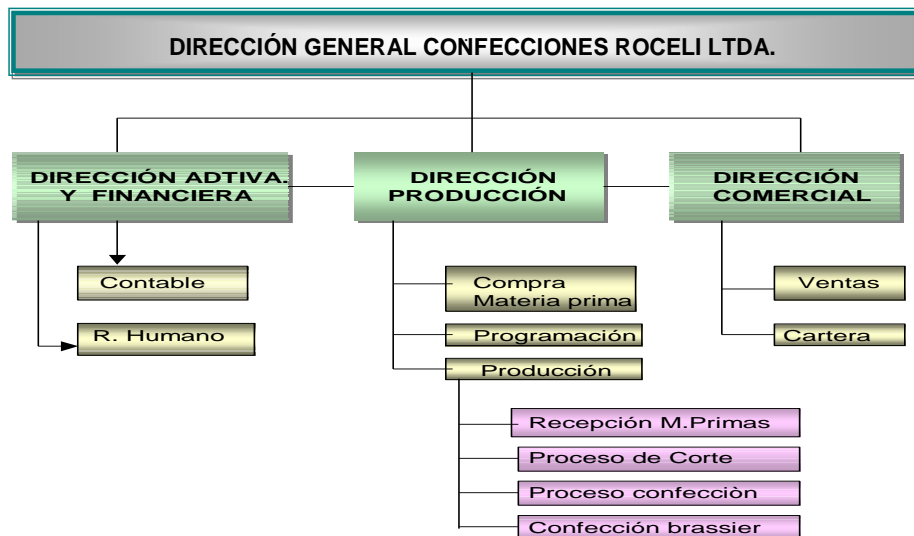 DIRECCIÓN GENERAL CONFECCIONES ROCELI LTDA.
DIRECCIÓN ADTIVA.
Y FINANCIERA
DIRECCIÓN
PRODUCCIÓN
DIRECCIÓN
COMERCIAL
Contable
R. Humano
Compra
Materia prima
Programación
Producción
Recepción M.Primas
Proceso de Corte
Proceso confecciòn
Confección brassier
Ventas
Cartera